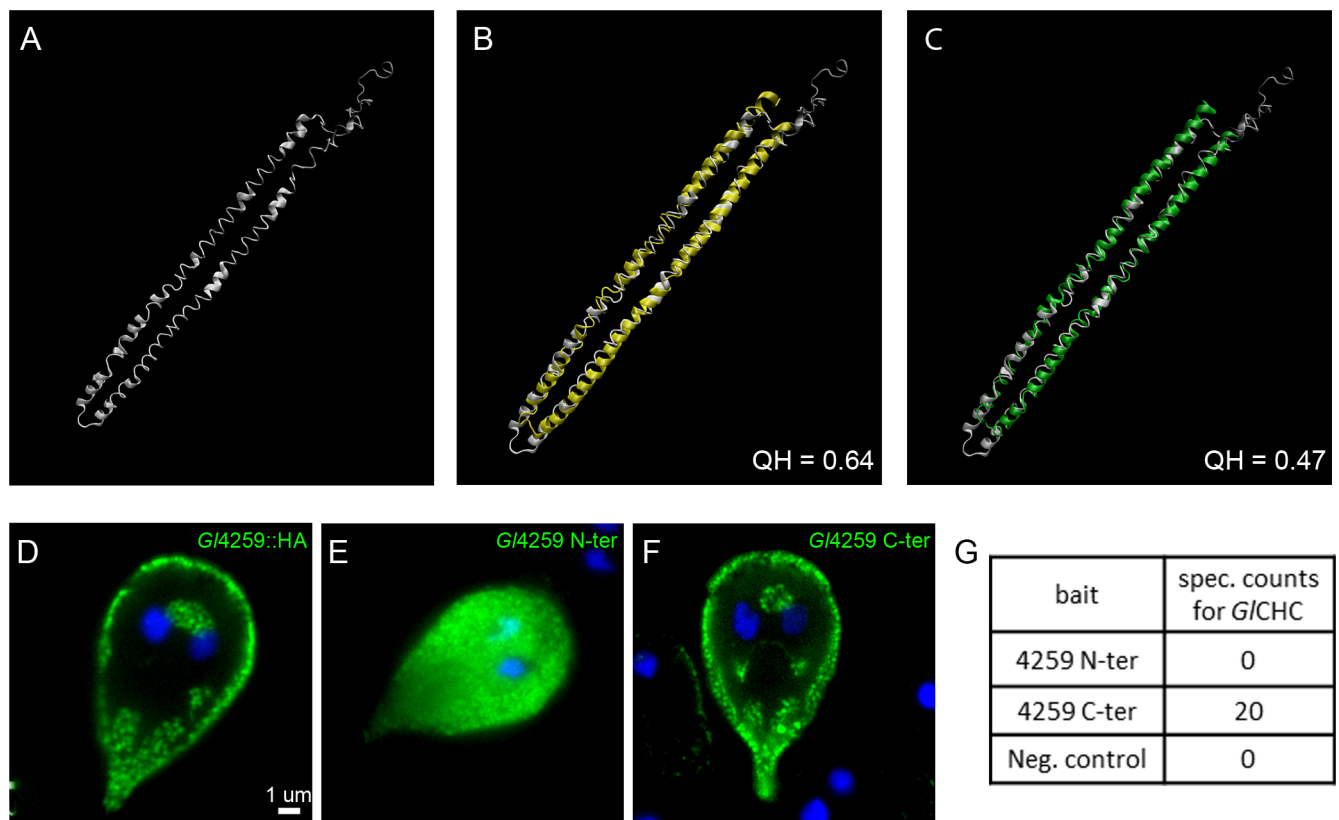 A
B
C
QH = 0.64
QH = 0.47
D
Gl4259::HA
1 um
E
Gl4259 N-ter
F
Gl4259 C-ter
G
bait
spec. counts
for GlCHC
4259 N-ter
0
4259 C-ter
20
Neg. control
0